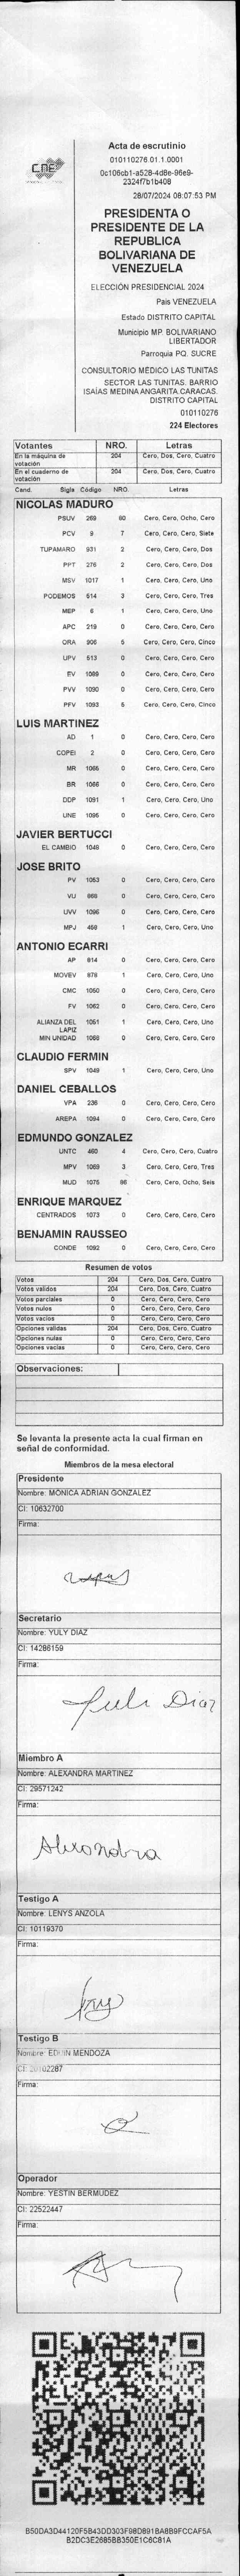 Acta de escrutinio
CNE
010110276.01.1.0001
0c106cb1-a528-4d8e-96e9-
2324f7b1b408
28/07/2024 08:07:53 PM
PRESIDENTA O
PRESIDENTE DE LA
REPUBLICA
BOLIVARIANA DE
VENEZUELA
ELECCIÓN PRESIDENCIAL 2024
País VENEZUELA
Estado DISTRITO CAPITAL
Municipio MP. BOLIVARIANO
LIBERTADOR
Parroquia PQ. SUCRE
CONSULTORIO MÉDICO LAS TUNITAS
SECTOR LAS TUNITAS. BARRIO
ISAÍAS MEDINA ANGARITA CARACAS.
DISTRITO CAPITAL
010110276
224 Electores
Votantes NRO. Letras
En la máquina de votación 204 Cero, Dos, Cero, Cuatro
En el cuaderno de votación 204 Cero, Dos, Cero, Cuatro
Cand. Sigla Código NRO. Letras
NICOLAS MADURO
PSUV 269 80 Cero, Cero, Ocho, Cero
PCV 9 7 Cero, Cero, Cero, Siete
TUPAMARO 931 2 Cero, Cero, Cero, Dos
PPT 276 2 Cero, Cero, Cero, Dos
MSV 1017 1 Cero, Cero, Cero, Uno
PODEMOS 514 3 Cero, Cero, Cero, Tres
MEP 6 1 Cero, Cero, Cero, Uno
APC 219 0 Cero, Cero, Cero, Cero
ORA 906 5 Cero, Cero, Cero, Cinco
UPV 513 0 Cero, Cero, Cero, Cero
EV 1089 0 Cero, Cero, Cero, Cero
PVV 1090 0 Cero, Cero, Cero, Cero
PFV 1093 5 Cero, Cero, Cero, Cinco
LUIS MARTINEZ
AD 1 0 Cero, Cero, Cero, Cero
COPEI 2 0 Cero, Cero, Cero, Cero
MR 1065 0 Cero, Cero, Cero, Cero
BR 1066 0 Cero, Cero, Cero, Cero
DDP 1091 1 Cero, Cero, Cero, Uno
UNE 1095 0 Cero, Cero, Cero, Cero
JAVIER BERTUCCI
EL CAMBIO 1048 0 Cero, Cero, Cero, Cero
JOSE BRITO
PV 1053 0 Cero, Cero, Cero, Cero
VU 868 0 Cero, Cero, Cero, Cero
UVV 1096 0 Cero, Cero, Cero, Cero
MPJ 458 1 Cero, Cero, Cero, Uno
ANTONIO ECARRI
AP 814 0 Cero, Cero, Cero, Cero
MOVEV 878 1 Cero, Cero, Cero, Uno
CMC 1050 0 Cero, Cero, Cero, Cero
FV 1062 0 Cero, Cero, Cero, Cero
ALIANZA DEL LAPIZ 1051 1 Cero, Cero, Cero, Uno
MIN UNIDAD 1068 0 Cero, Cero, Cero, Cero
CLAUDIO FERMIN
SPV 1049 1 Cero, Cero, Cero, Uno
DANIEL CEBALLOS
VPA 236 0 Cero, Cero, Cero, Cero
AREPA 1094 0 Cero, Cero, Cero, Cero
EDMUNDO GONZALEZ
UNTC 460 4 Cero, Cero, Cero, Cuatro
MPV 1069 3 Cero, Cero, Cero, Tres
MUD 1075 86 Cero, Cero, Ocho, Seis
ENRIQUE MARQUEZ
CENTRADOS 1073 0 Cero, Cero, Cero, Cero
BENJAMIN RAUSSEO
CONDE 1092 0 Cero, Cero, Cero, Cero
Resumen de votos
Votos 204 Cero, Dos, Cero, Cuatro
Votos validos 204 Cero, Dos, Cero, Cuatro
Votos parciales 0 Cero, Cero, Cero, Cero
Votos nulos 0 Cero, Cero, Cero, Cero
Votos vacios 0 Cero, Cero, Cero, Cero
Opciones validas 204 Cero, Dos, Cero, Cuatro
Opciones nulas 0 Cero, Cero, Cero, Cero
Opciones vacias 0 Cero, Cero, Cero, Cero
Observaciones:
Se levanta la presente acta la cual firman en
señal de conformidad.
Miembros de la mesa electoral
Presidente
Nombre: MONICA ADRIAN GONZALEZ
CI: 10632700
Firma:
Secretario
Nombre: YULY DIAZ
CI: 14286159
Firma:
Yuli Diaz
Miembro A
Nombre: ALEXANDRA MARTINEZ
CI: 29571242
Firma:
Alexandra
Testigo A
Nombre: LENYS ANZOLA
CI: 10119370
Firma:
Testigo B
Nombre: EDUIN MENDOZA
CI:
Firma:
Operador
Nombre: YESTIN BERMUDEZ
CI: 22522447
Firma:
B50DA3D44120F5B43DD303F98D891BA8B9FCCAF5A
B2DC3E2685BB350E1C6C81A